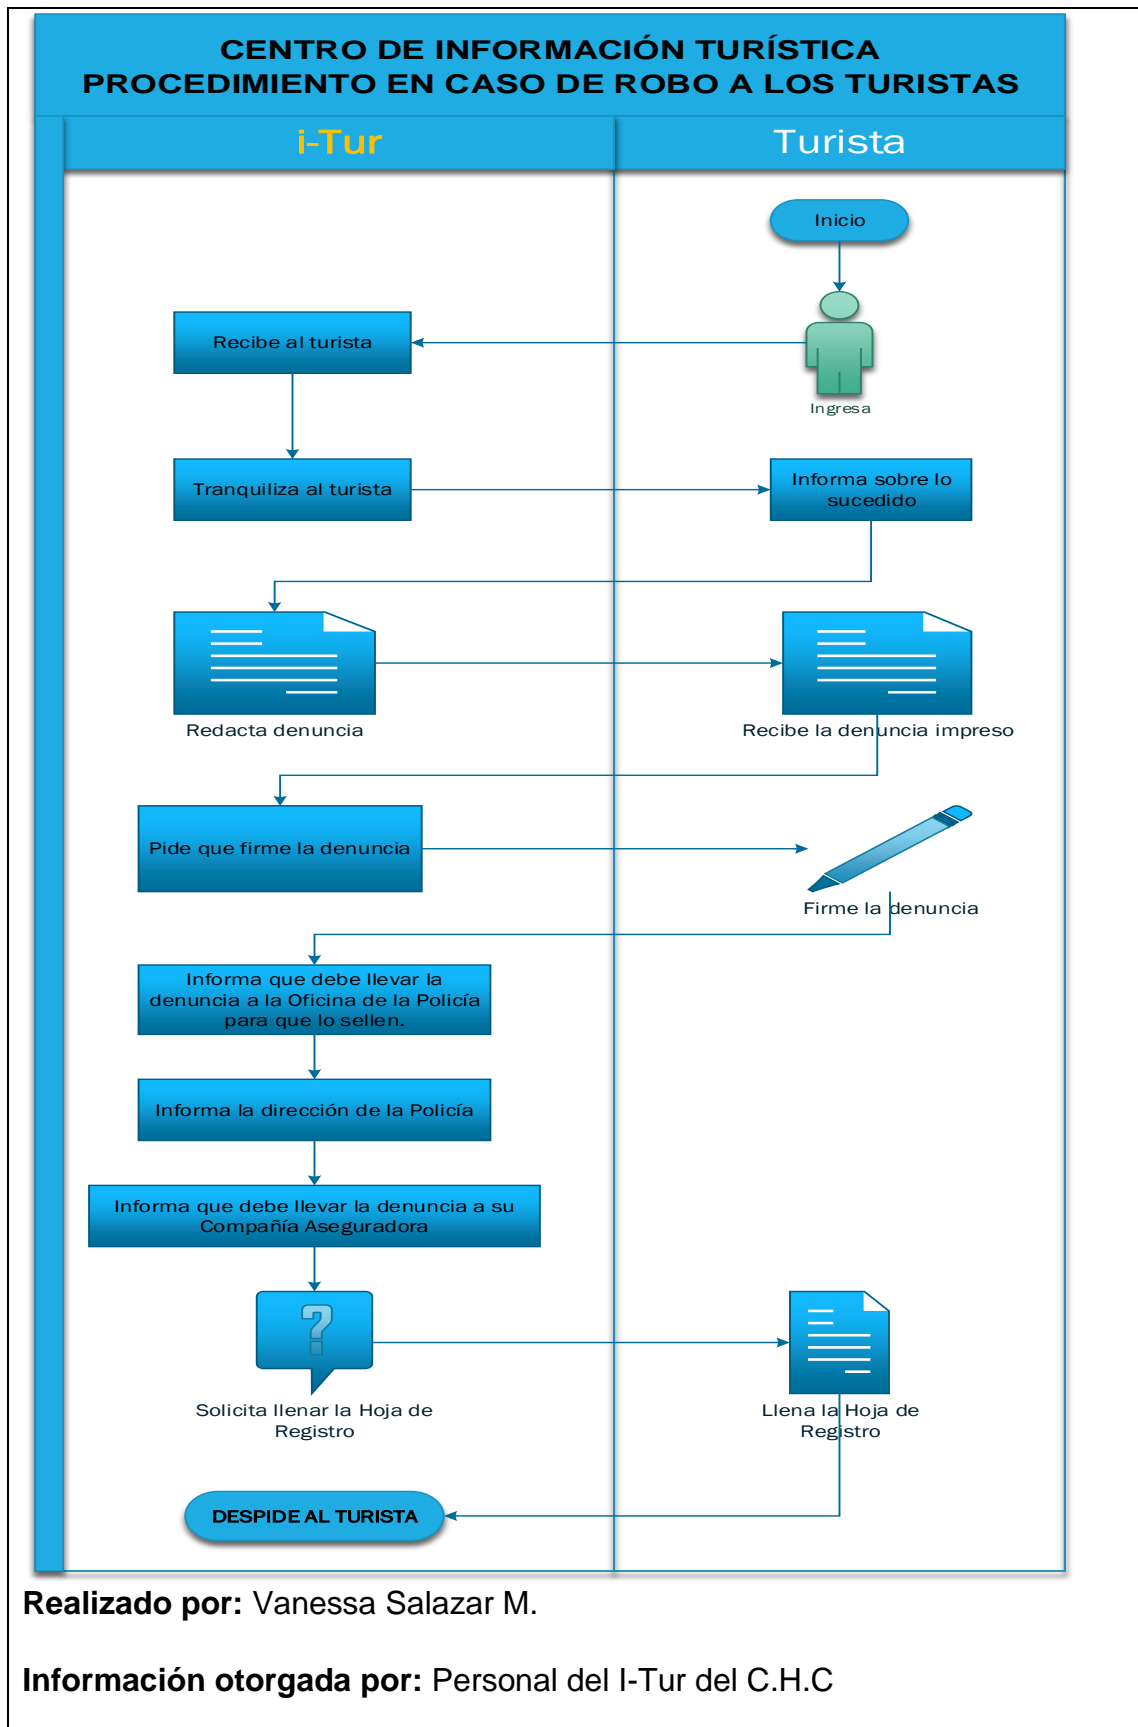 CENTRO DE INFORMACIÓN TURÍSTICA
PROCEDIMIENTO EN CASO DE ROBO A LOS TURISTAS
i-Tur
Turista
Inicio
Ingresa
Recibe al turista
Tranquiliza al turista
Informa sobre lo
sucedido
Redacta denuncia
Recibe la denuncia impreso
Pide que firme la denuncia
Firme la denuncia
Informa que debe llevar la
denuncia a la Oficina de la Policía
para que lo sellen.
Informa la dirección de la Policía
Informa que debe llevar la denuncia a su
Compañía Aseguradora
?
Solicita llenar la Hoja de
Registro
Llena la Hoja de
Registro
DESPIDE AL TURISTA
Realizado por: Vanessa Salazar M.
Información otorgada por: Personal del I-Tur del C.H.C